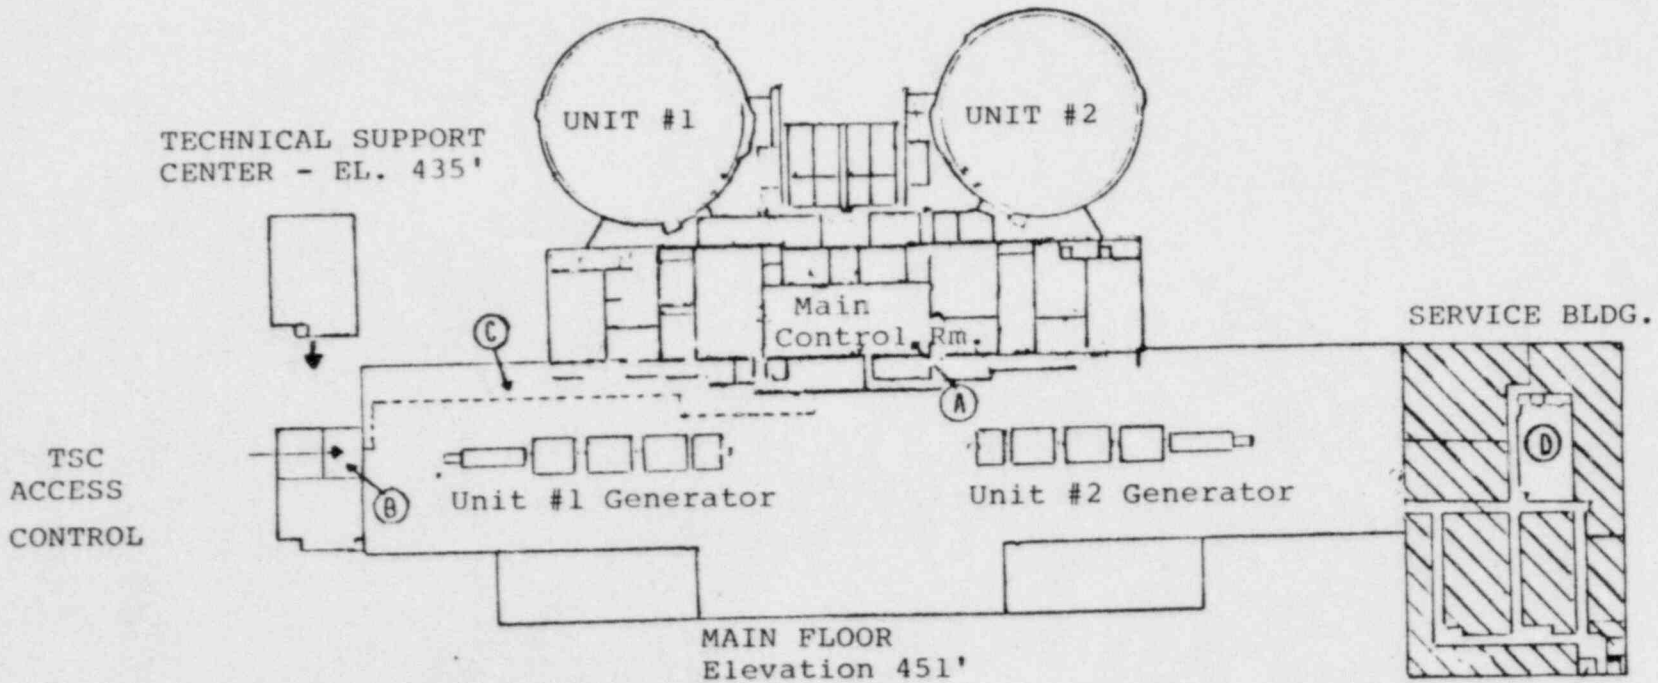 UNIT #1
UNIT #2
TECHNICAL SUPPORT
CENTER - EL. 435'
Main
Control Rm.
SERVICE BLDG.
C
A
D
TSC
ACCESS
CONTROL
B
Unit #1 Generator
Unit #2 Generator
MAIN FLOOR
Elevation 451'